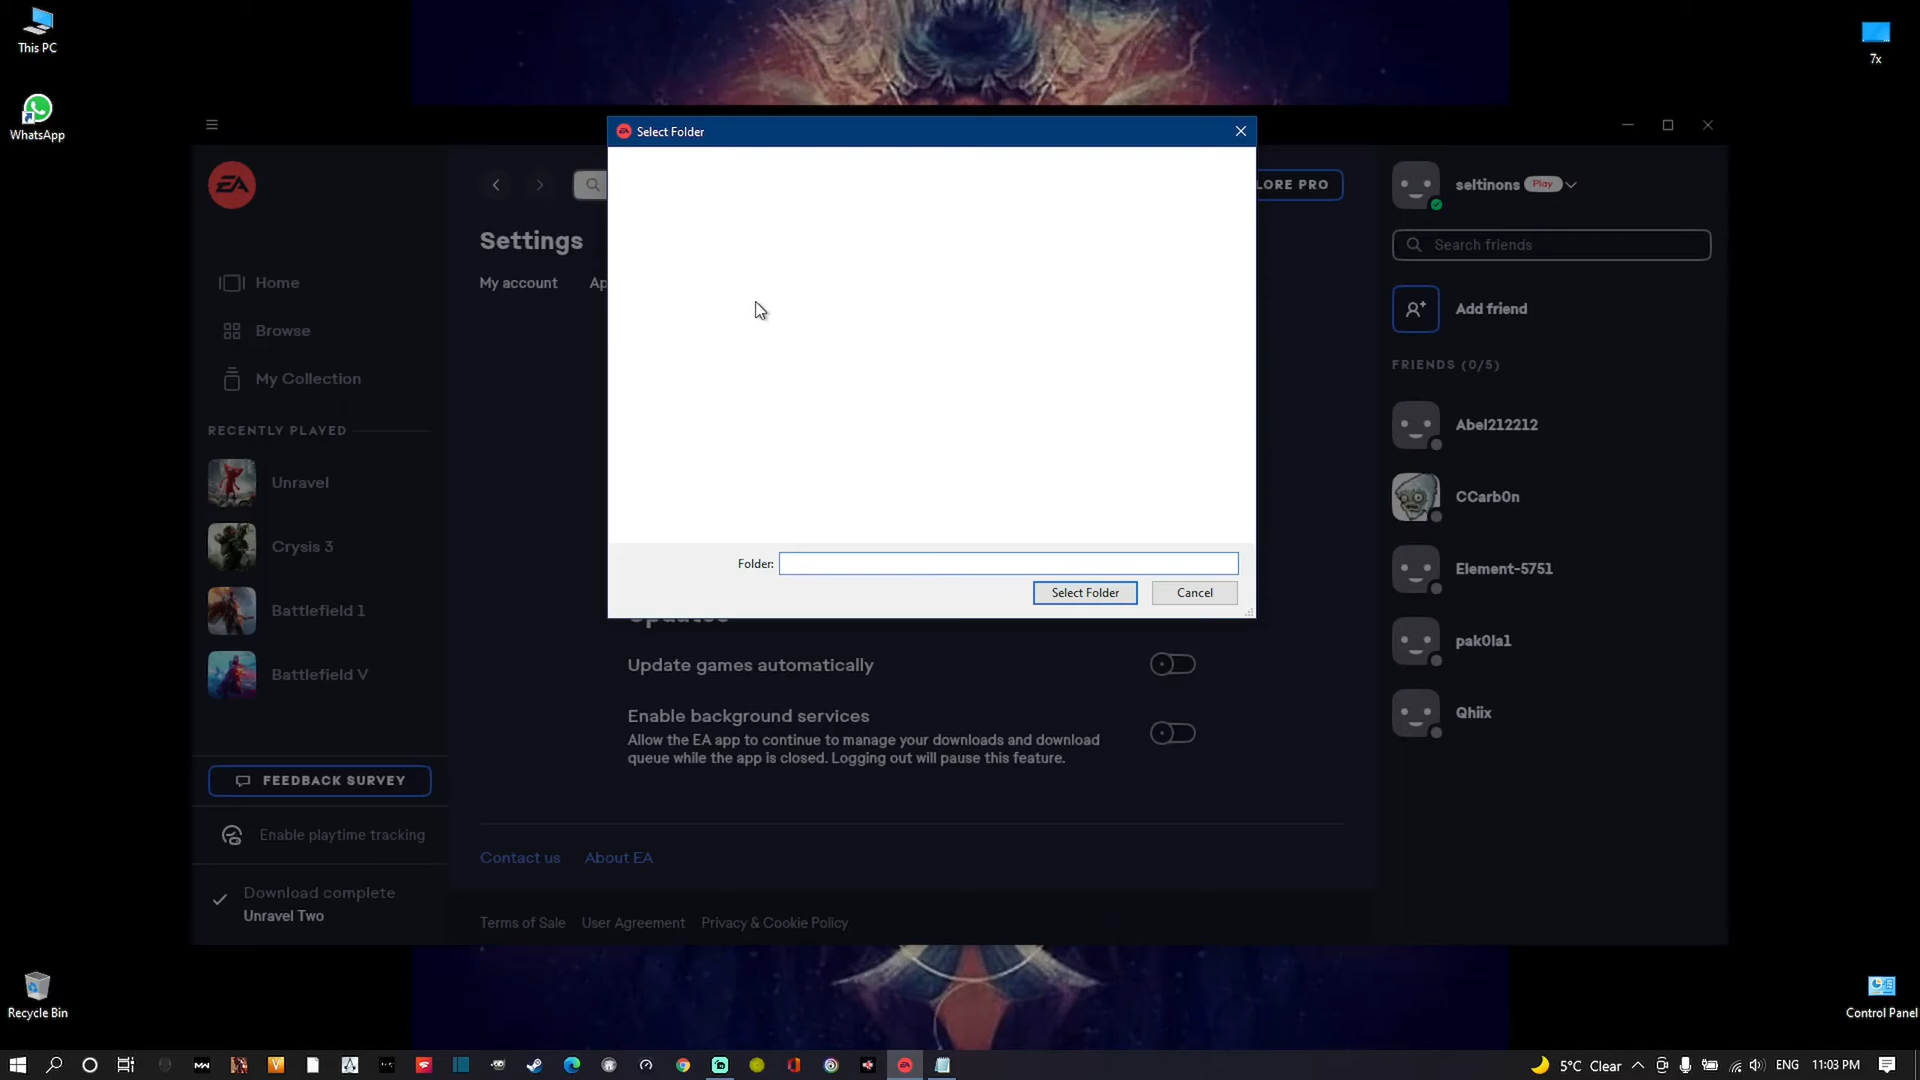 This PC
WhatsApp
7x
Select Folder
EA
Settings
My account
Ap
LORE PRO
seltinons
Play
Search friends
Add friend
FRIENDS (0/5)
Abel212212
CCarb0n
Element-5751
pak0la1
Qhiix
Home
Browse
My Collection
RECENTLY PLAYED
Unravel
Crysis 3
Battlefield 1
Battlefield V
FEEDBACK SURVEY
Enable playtime tracking
Download complete
Unravel Two
Folder:
Select Folder
Cancel
Updates
Update games automatically
Enable background services
Allow the EA app to continue to manage your downloads and download
queue while the app is closed. Logging out will pause this feature.
Contact us
About EA
Terms of Sale
User Agreement
Privacy & Cookie Policy
Recycle Bin
Control Panel
5°C Clear
ENG
11:03 PM